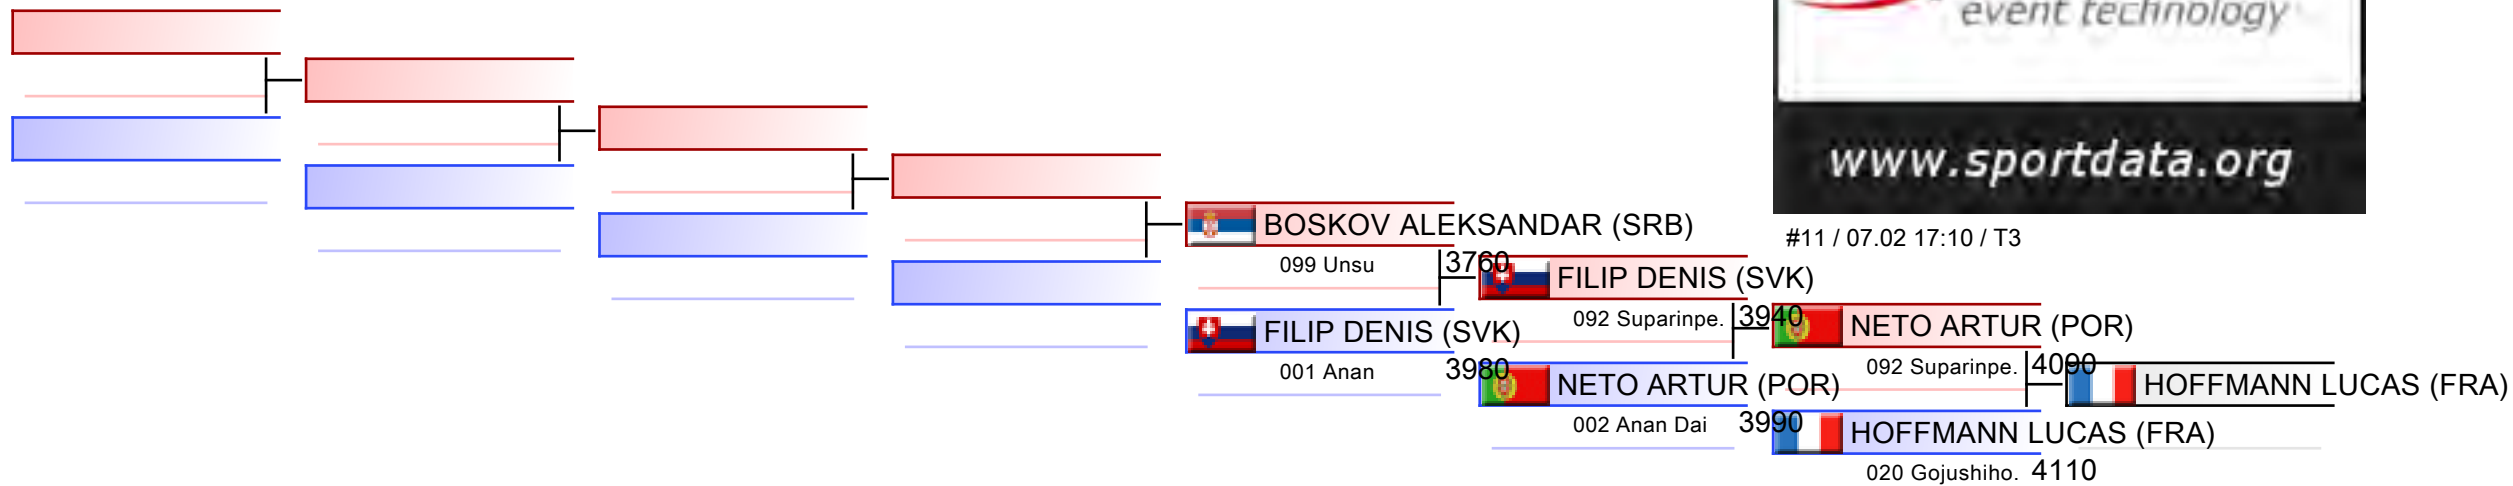 event technology
www.sportdata.org
#11 / 07.02 17:10 / T3
BOSKOV ALEKSANDAR (SRB)
099 Unsu 3760
FILIP DENIS (SVK)
001 Anan 3980
FILIP DENIS (SVK)
092 Suparinpe. 3940
NETO ARTUR (POR)
002 Anan Dai 3990
NETO ARTUR (POR)
092 Suparinpe. 4090
HOFFMANN LUCAS (FRA)
020 Gojushiho. 4110
HOFFMANN LUCAS (FRA)